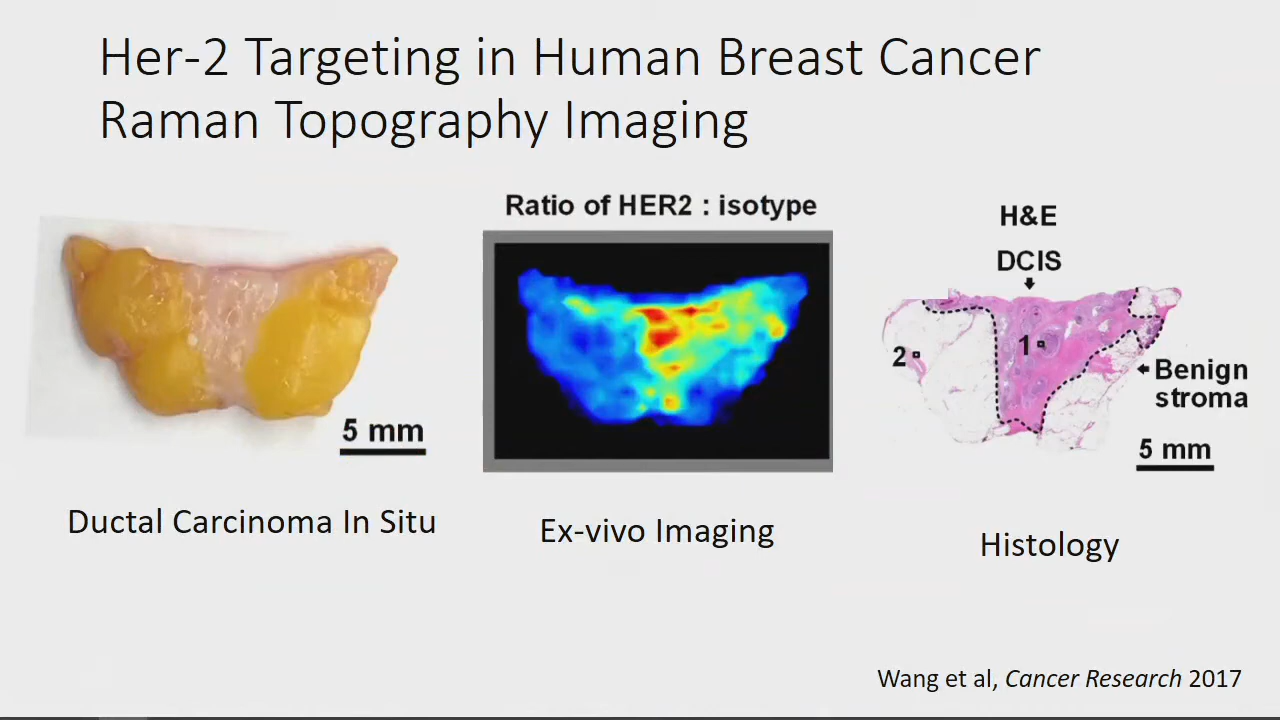 Her-2 Targeting in Human Breast Cancer
Raman Topography Imaging
5 mm
Ductal Carcinoma In Situ
Ratio of HER2 : isotype
Ex-vivo Imaging
H&E
DCIS
1
2
Benign
stroma
5 mm
Histology
Wang et al, Cancer Research 2017